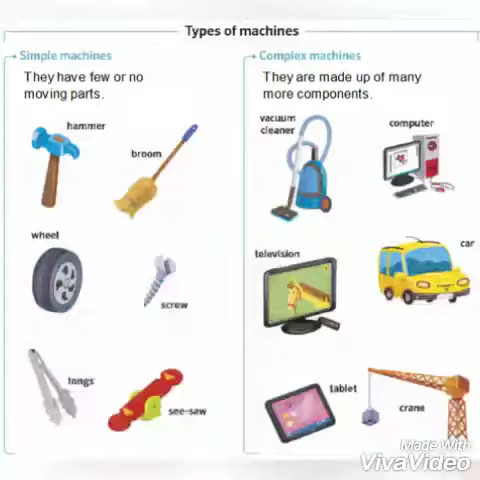 Types of machines
Simple machines
They have few or no
moving parts.
hammer
broom
wheel
screw
tongs
see-saw
Complex machines
They are made up of many
more components.
vacuum
cleaner
computer
television
car
tablet
crane
Made With
VivaVideo